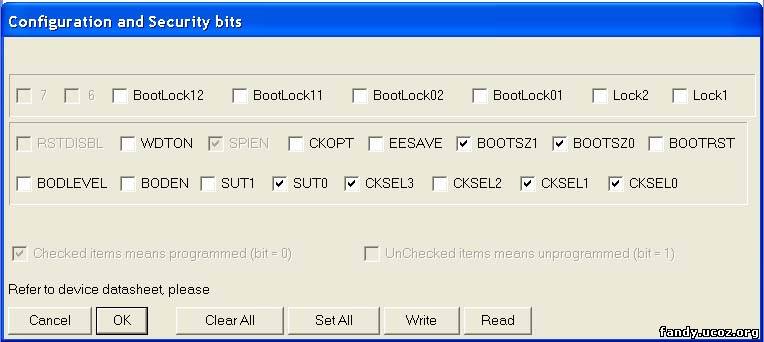 Configuration and Security bits
7 6 BootLock12 BootLock11 BootLock02 BootLock01 Lock2 Lock1
RSTDISBL WDTON SPIEN CKOPT EESAVE BOOTSZ1 BOOTSZ0 BOOTRST
BODLEVEL BODEN SUT1 SUT0 CKSEL3 CKSEL2 CKSEL1 CKSEL0
Checked items means programmed (bit = 0) UnChecked items means unprogrammed (bit = 1)
Refer to device datasheet, please
Cancel OK Clear All Set All Write Read
fandy.ucoz.org